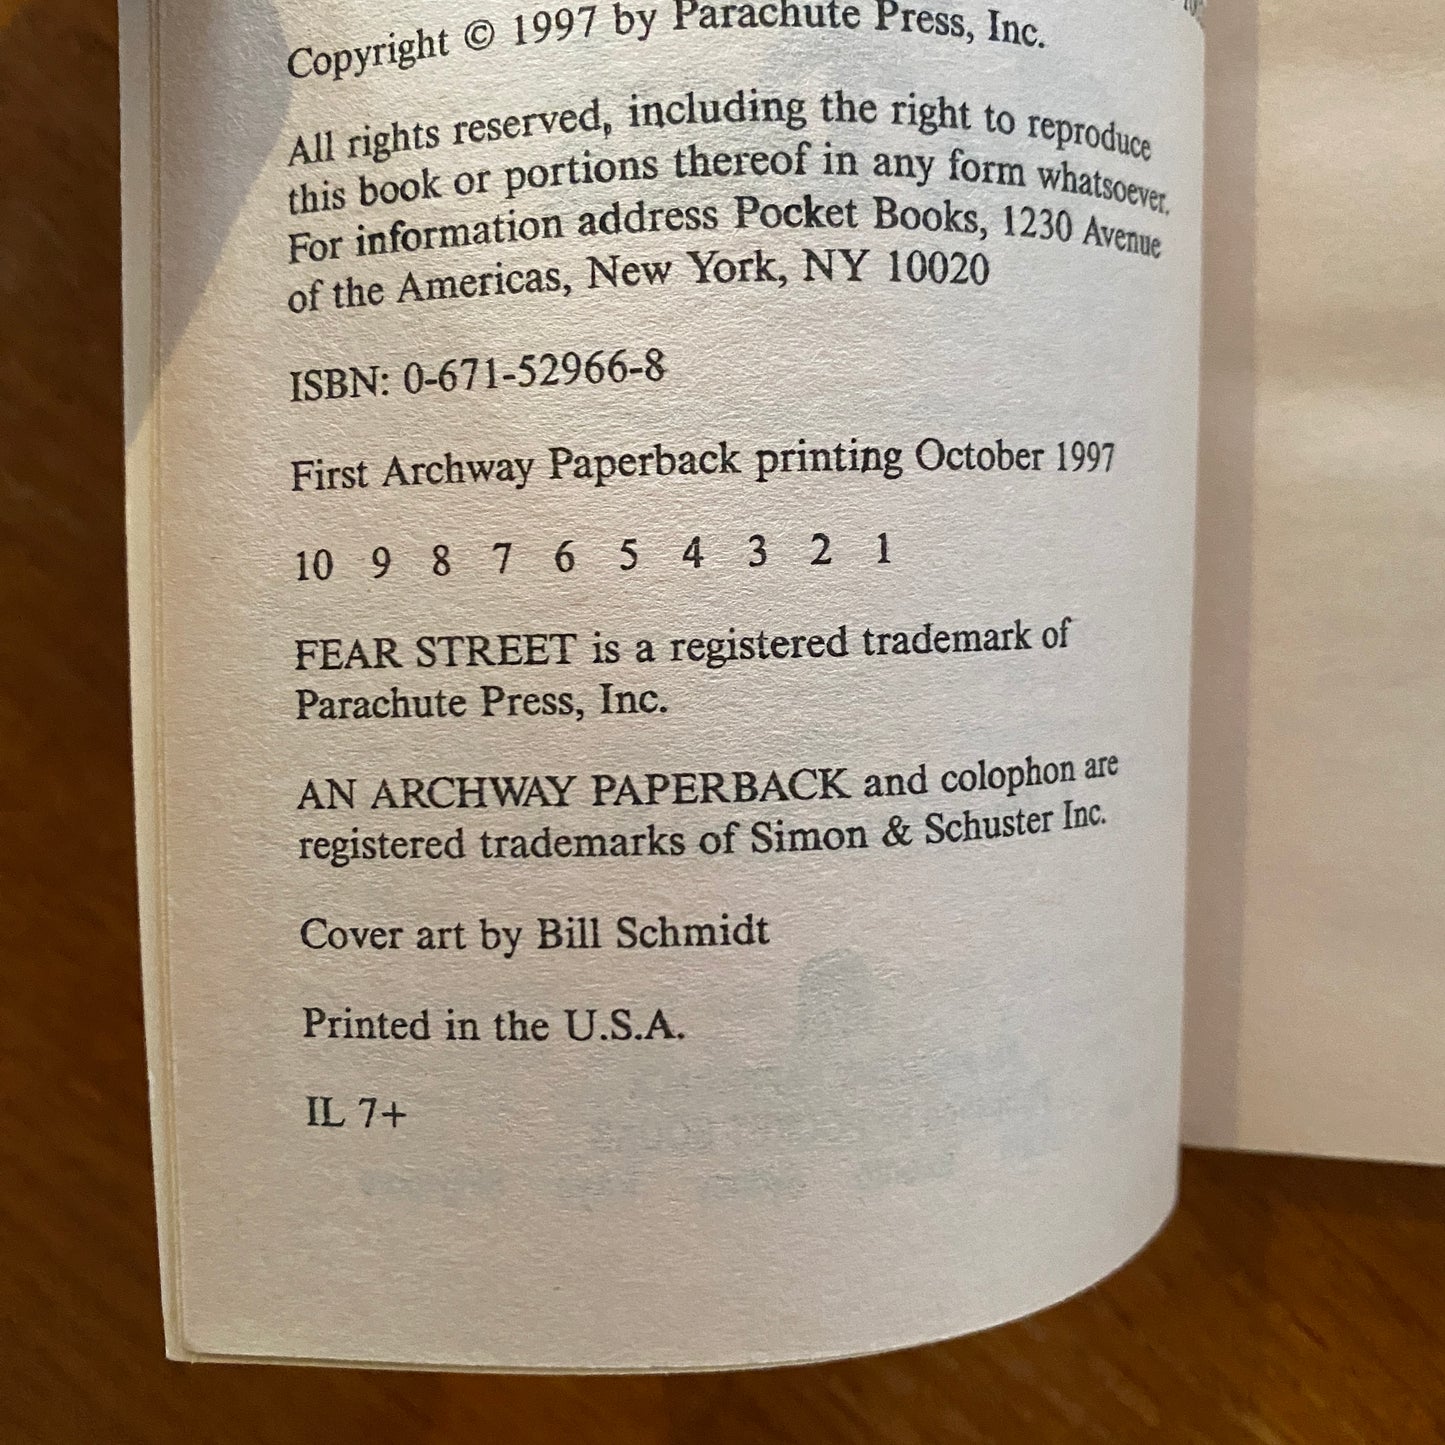 Copyright © 1997 by Parachute Press, Inc.
All rights reserved, including the right to reproduce
this book or portions thereof in any form whatsoever.
For information address Pocket Books, 1230 Avenue
of the Americas, New York, NY 10020
ISBN: 0-671-52966-8
First Archway Paperback printing October 1997
10 9 8 7 6 5 4 3 2 1
FEAR STREET is a registered trademark of
Parachute Press, Inc.
AN ARCHWAY PAPERBACK and colophon are
registered trademarks of Simon & Schuster Inc.
Cover art by Bill Schmidt
Printed in the U.S.A.
IL 7+